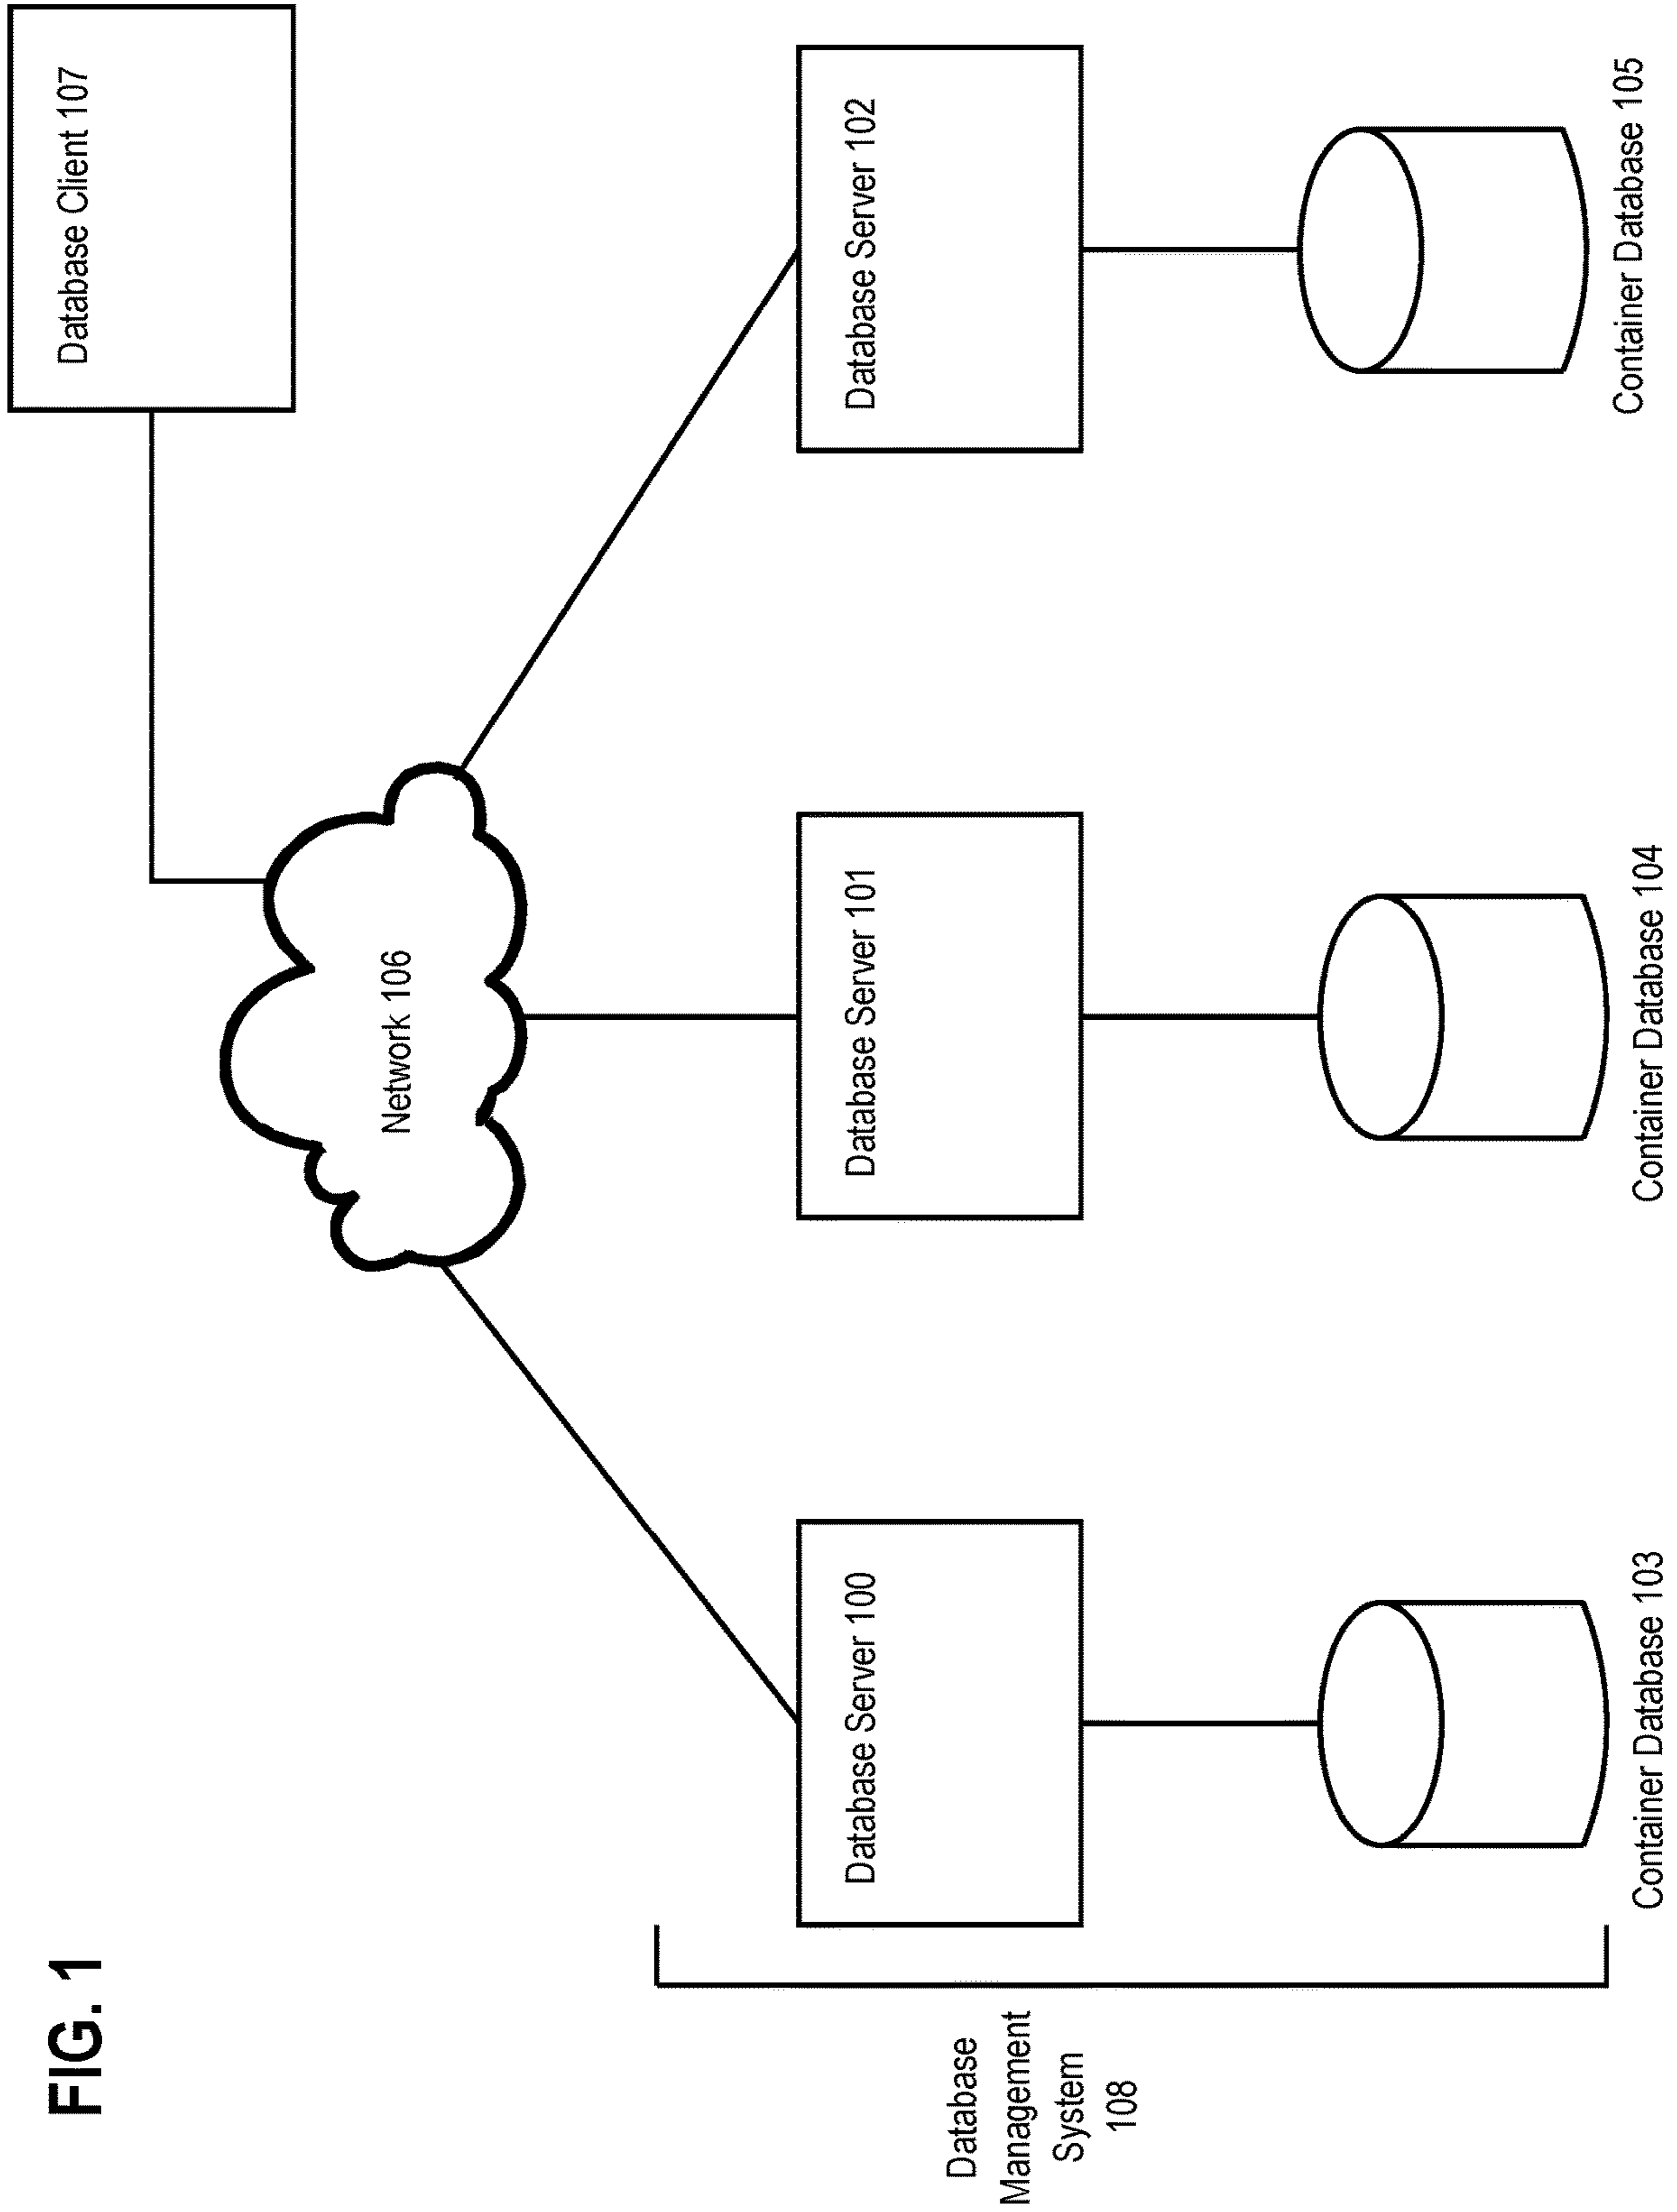 FIG. 1
Database Client 107
Network 106
Database Server 100
Database Server 101
Database Server 102
Database
Management
System
108
Container Database 103
Container Database 104
Container Database 105